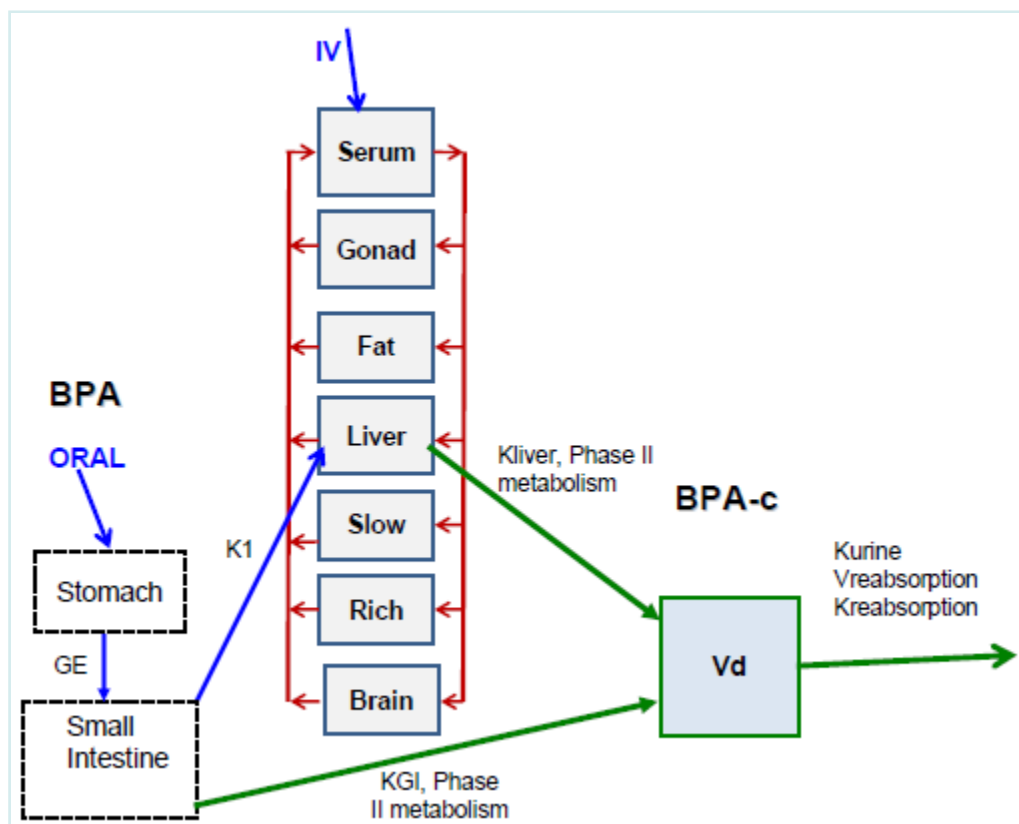 IV
Serum
Gonad
Fat
BPA
Liver
ORAL
Kliver, Phase II
metabolism
BPA-c
Slow
K1
Kurine
Vreabsorption
Kreabsorption
Stomach
Rich
GE
Vd
Brain
Small
Intestine
KGI, Phase
II metabolism